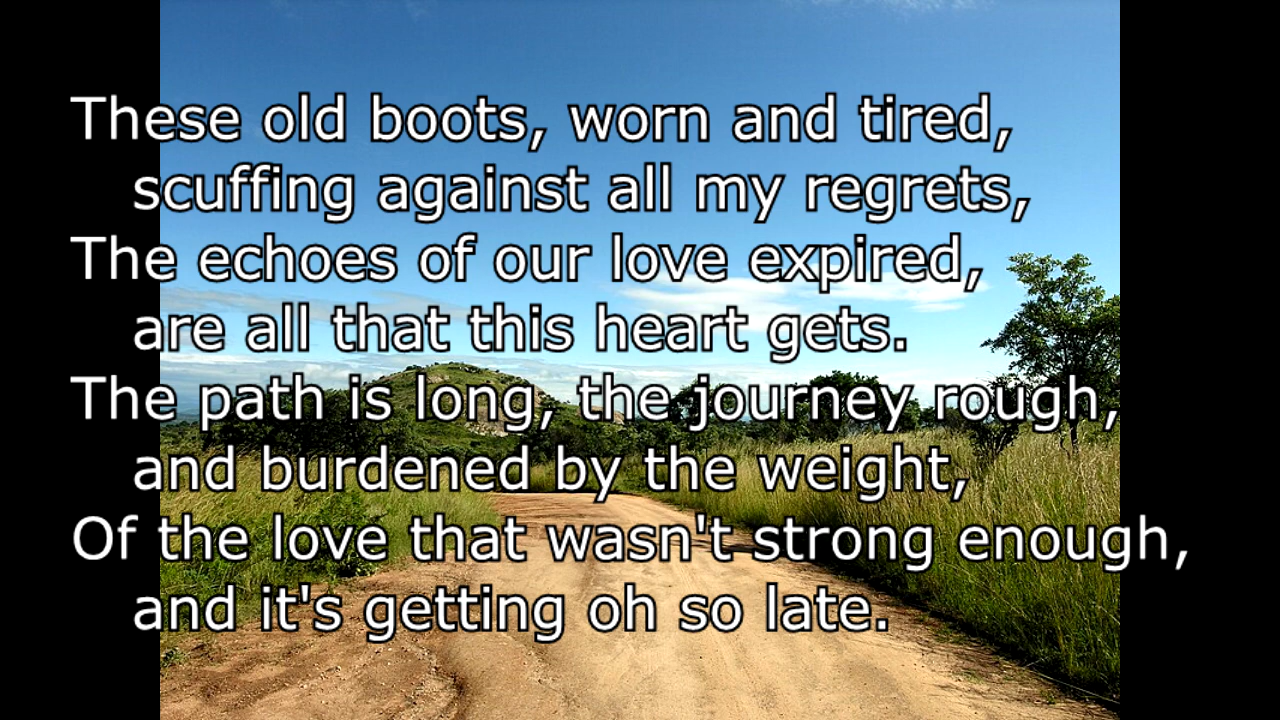 These old boots, worn and tired,
scuffing against all my regrets,
The echoes of our love expired,
are all that this heart gets.
The path is long, the journey rough,
and burdened by the weight,
Of the love that wasn't strong enough,
and it's getting oh so late.